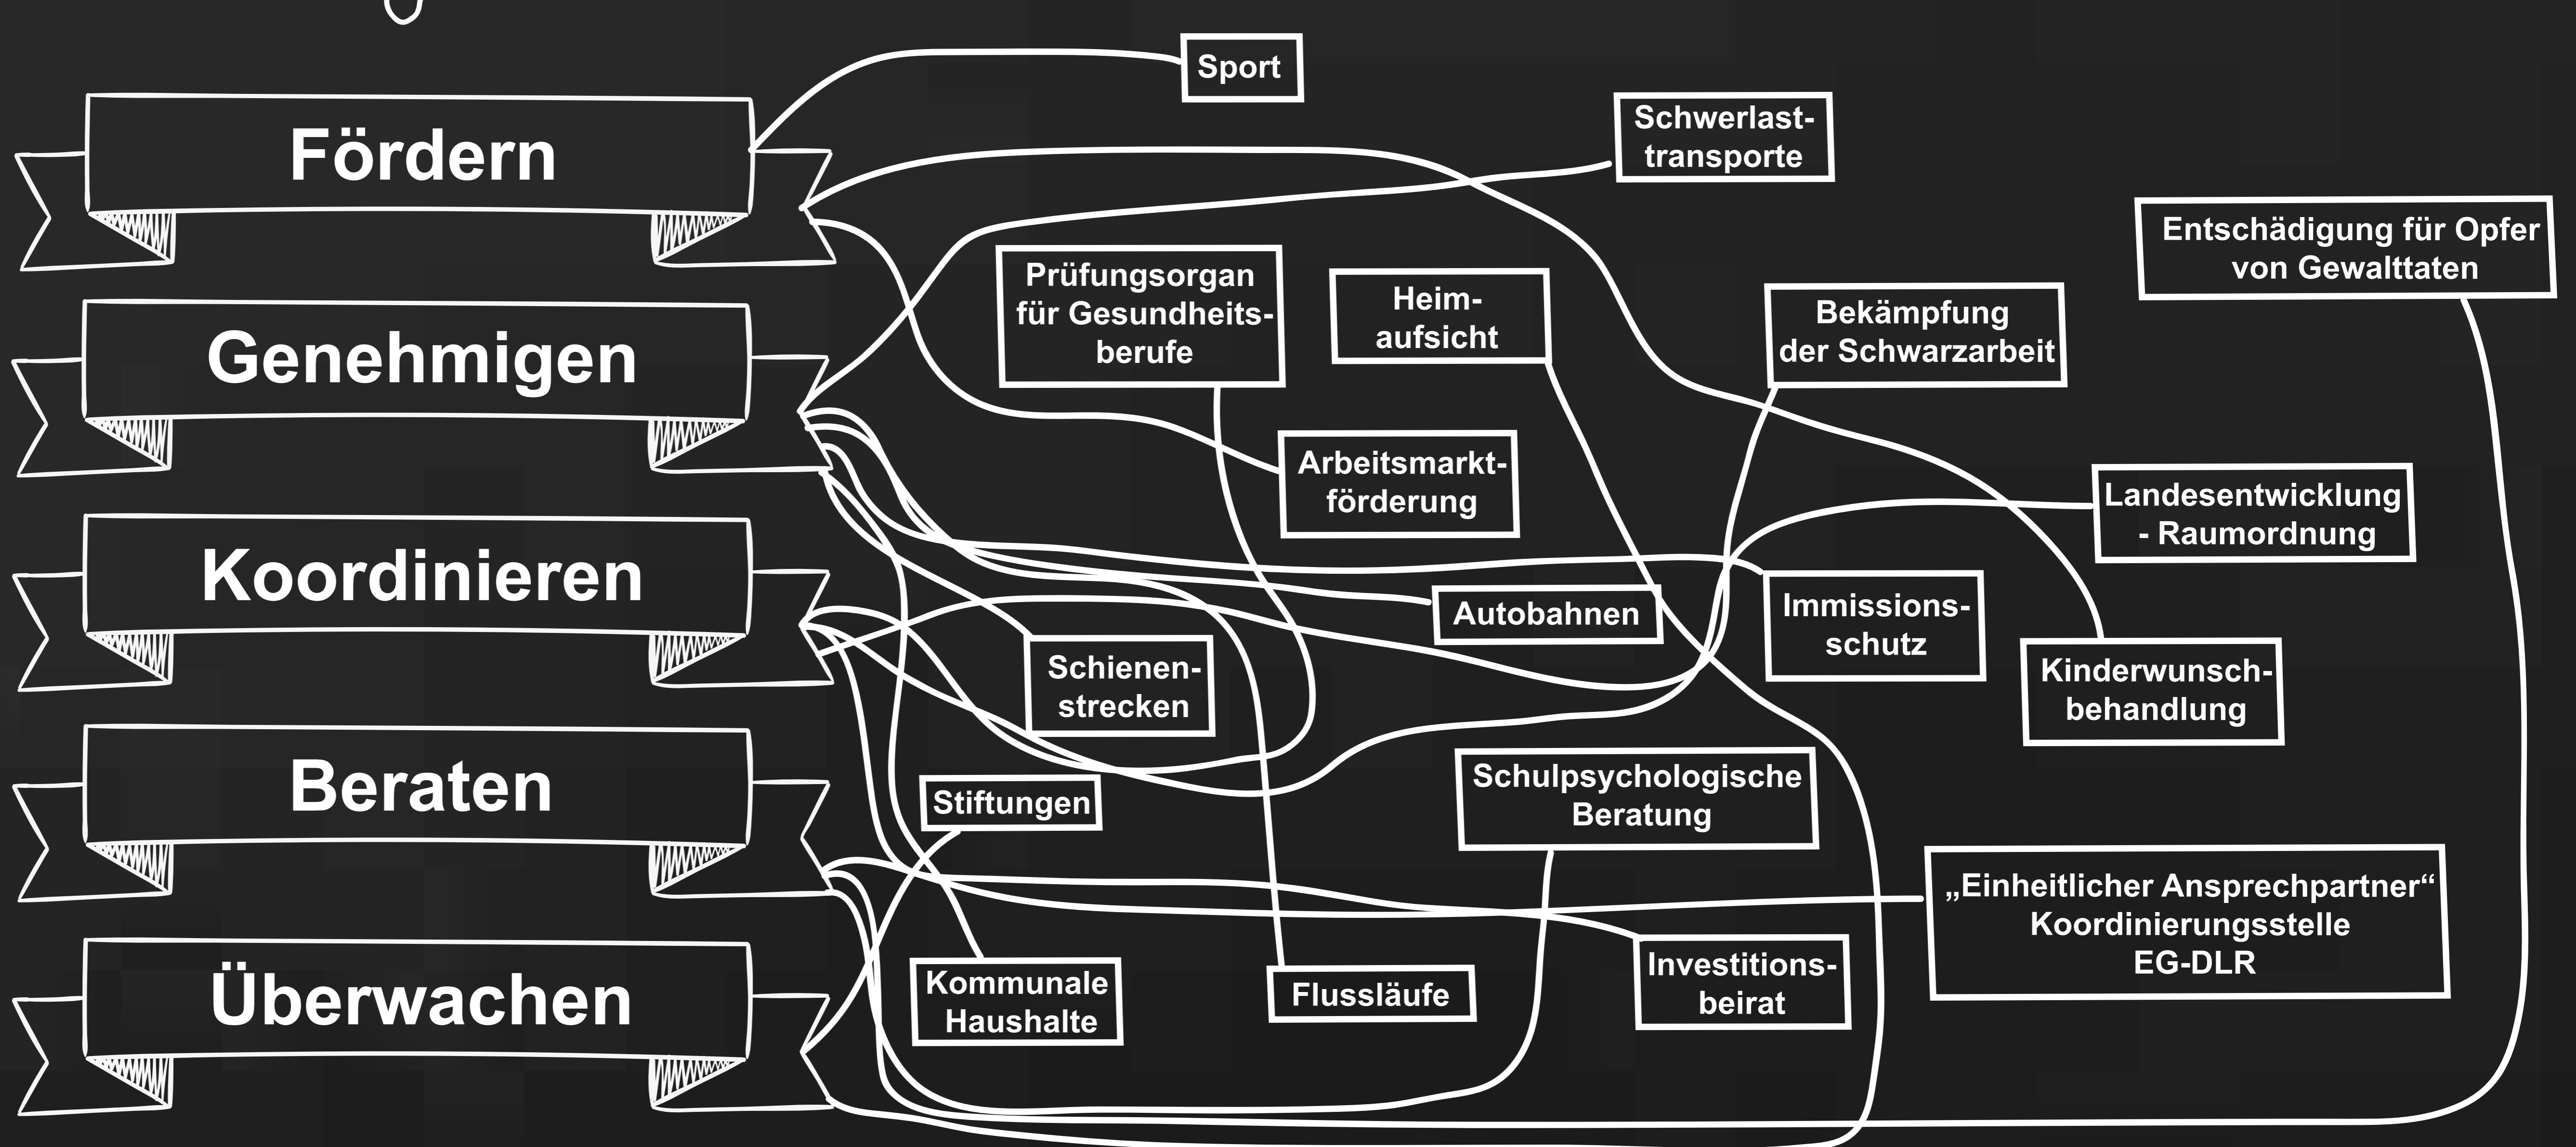 Sport
Schwerlast-
transporte
Fördern
Entschädigung für Opfer
von Gewalttaten
Prüfungsorgan
für Gesundheits-
berufe
Heim-
aufsicht
Bekämpfung
der Schwarzarbeit
Genehmigen
Arbeitsmarkt-
förderung
Landesentwicklung
- Raumordnung
Koordinieren
Autobahnen
Immissions-
schutz
Schienen-
strecken
Kinderwunsch-
behandlung
Beraten
Stiftungen
Schulpsychologische
Beratung
„Einheitlicher Ansprechpartner“
Koordinierungsstelle
EG-DLR
Überwachen
Kommunale
Haushalte
Flussläufe
Investitions-
beirat